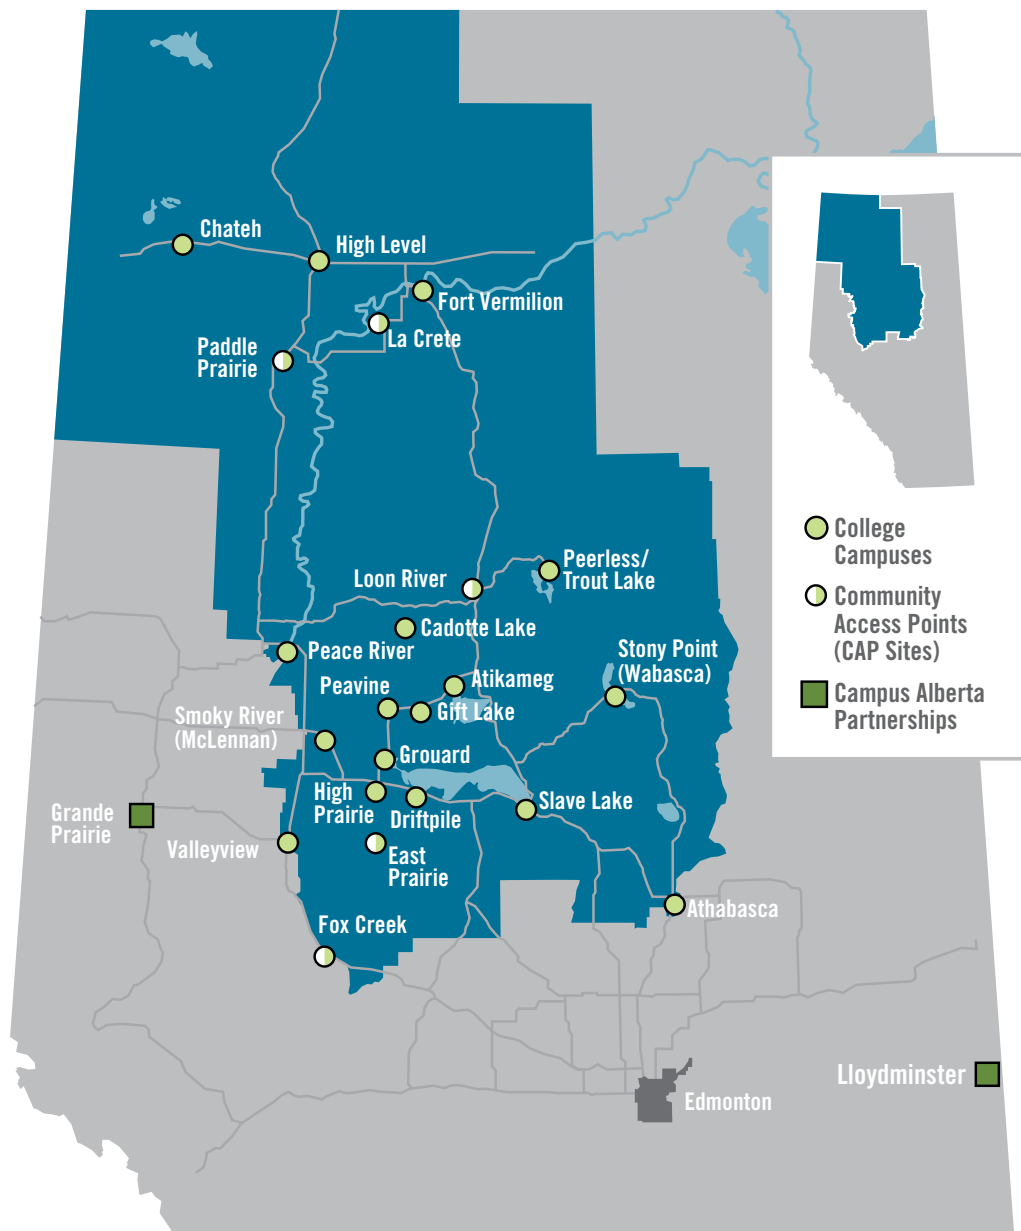 Chateh
High Level
Fort Vermilion
La Crete
Paddle
Prairie
Peerless/
Trout Lake
Loon River
Cadotte Lake
Peace River
Stony Point
(Wabasca)
Atikameg
Peavine
Gift Lake
Smoky River
(McLennan)
Grouard
High
Prairie
Driftpile
Slave Lake
Grande
Prairie
Valleyview
East
Prairie
Athabasca
Fox Creek
Lloydminster
Edmonton
College
Campuses
Community
Access Points
(CAP Sites)
Campus Alberta
Partnerships